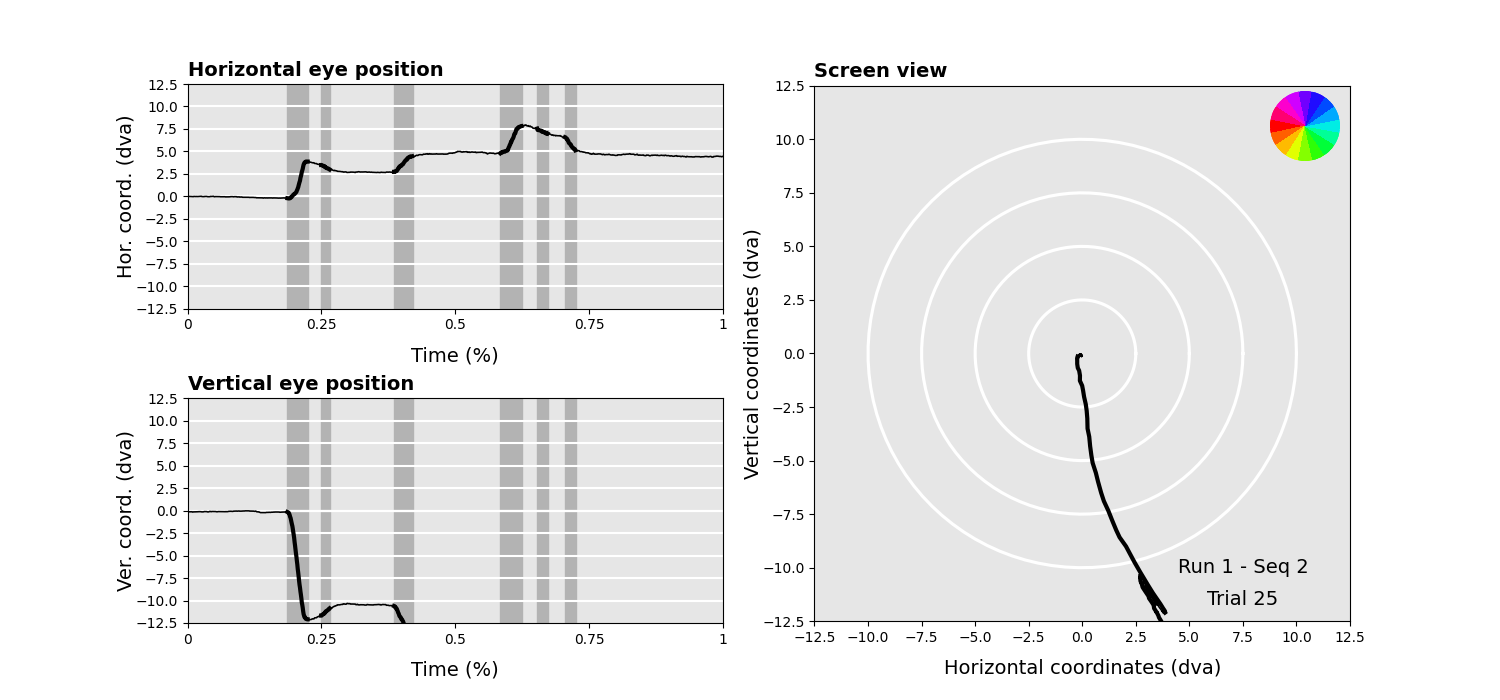 Horizontal eye position
Hor. coord. (dva)
12.5
10.0
7.5
5.0
2.5
0.0
−2.5
−5.0
−7.5
−10.0
−12.5
0 0.25 0.5 0.75 1
Time (%)
Vertical eye position
Ver. coord. (dva)
12.5
10.0
7.5
5.0
2.5
0.0
−2.5
−5.0
−7.5
−10.0
−12.5
0 0.25 0.5 0.75 1
Time (%)
Screen view
Vertical coordinates (dva)
12.5
10.0
7.5
5.0
2.5
0.0
−2.5
−5.0
−7.5
−10.0
−12.5
Run 1 - Seq 2
Trial 25
−12.5 −10.0 −7.5 −5.0 −2.5 0.0 2.5 5.0 7.5 10.0 12.5
Horizontal coordinates (dva)